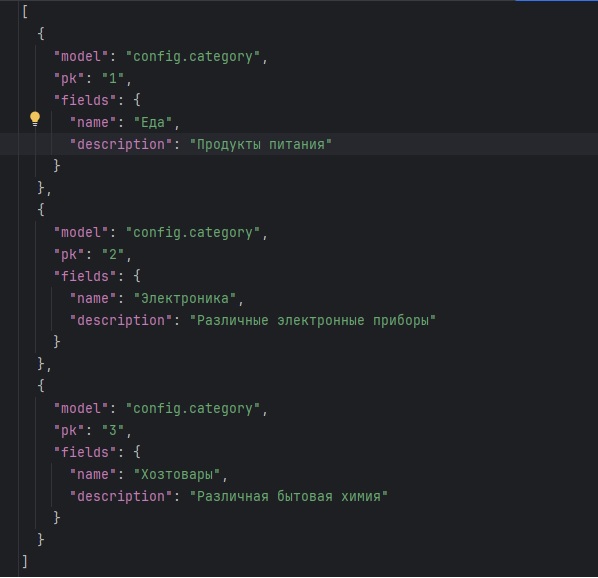 [
  {
    "model": "config.category",
    "pk": "1",
    "fields": {
      "name": "Еда",
      "description": "Продукты питания"
    }
  },
  {
    "model": "config.category",
    "pk": "2",
    "fields": {
      "name": "Электроника",
      "description": "Различные электронные приборы"
    }
  },
  {
    "model": "config.category",
    "pk": "3",
    "fields": {
      "name": "Хозтовары",
      "description": "Различная бытовая химия"
    }
  }
]